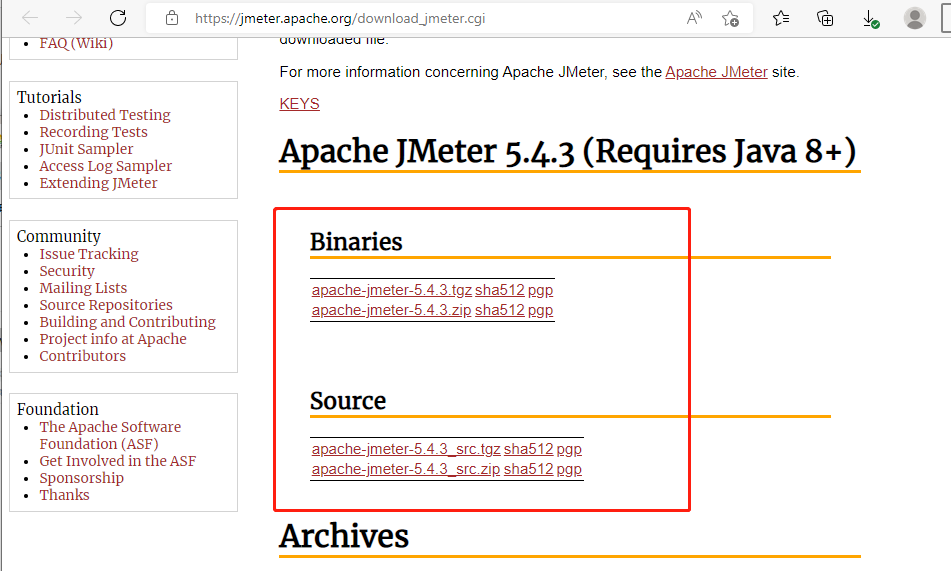 https://jmeter.apache.org/download_jmeter.cgi
FAQ (Wiki)
Tutorials
Distributed Testing
Recording Tests
JUnit Sampler
Access Log Sampler
Extending JMeter
Community
Issue Tracking
Security
Mailing Lists
Source Repositories
Building and Contributing
Project info at Apache
Contributors
Foundation
The Apache Software
Foundation (ASF)
Get Involved in the ASF
Sponsorship
Thanks
downloaded file.
For more information concerning Apache JMeter, see the Apache JMeter site.
KEYS
Apache JMeter 5.4.3 (Requires Java 8+)
Binaries
apache-jmeter-5.4.3.tgz sha512 pgp
apache-jmeter-5.4.3.zip sha512 pgp
Source
apache-jmeter-5.4.3_src.tgz sha512 pgp
apache-jmeter-5.4.3_src.zip sha512 pgp
Archives